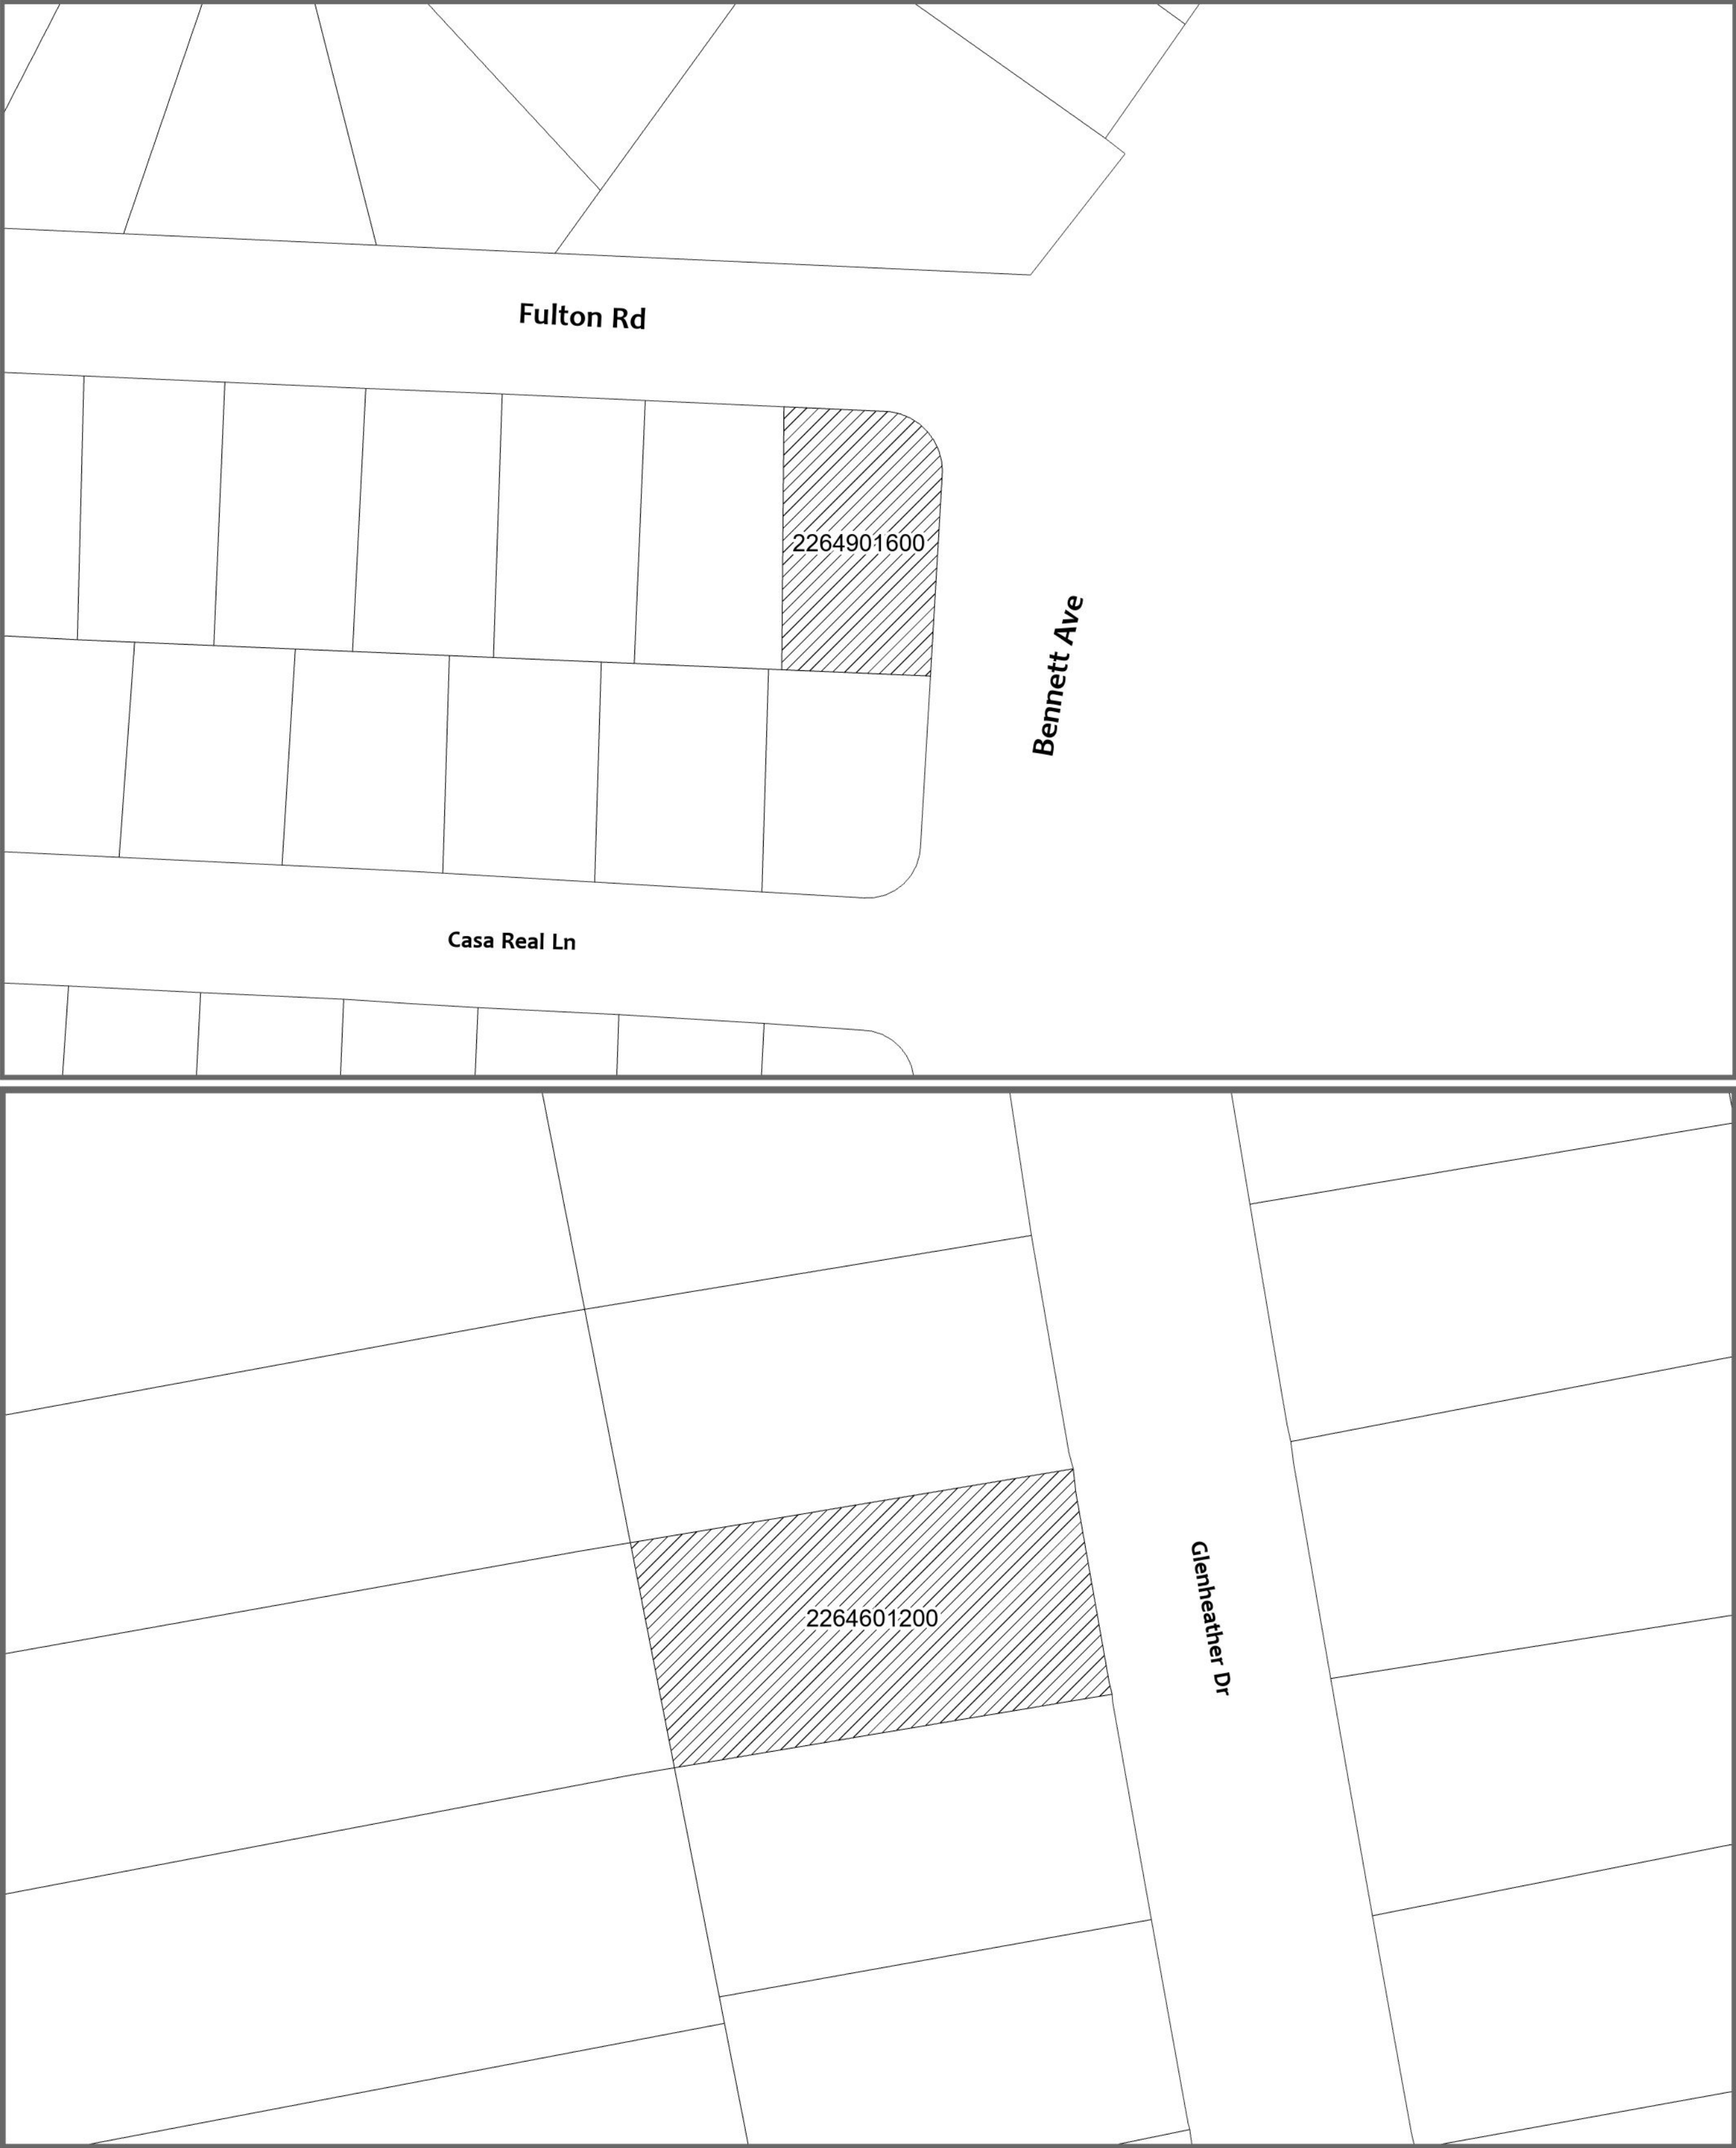 Fulton Rd
2264901600
Bennett Ave
Casa Real Ln
Glenheather Dr
2264601200